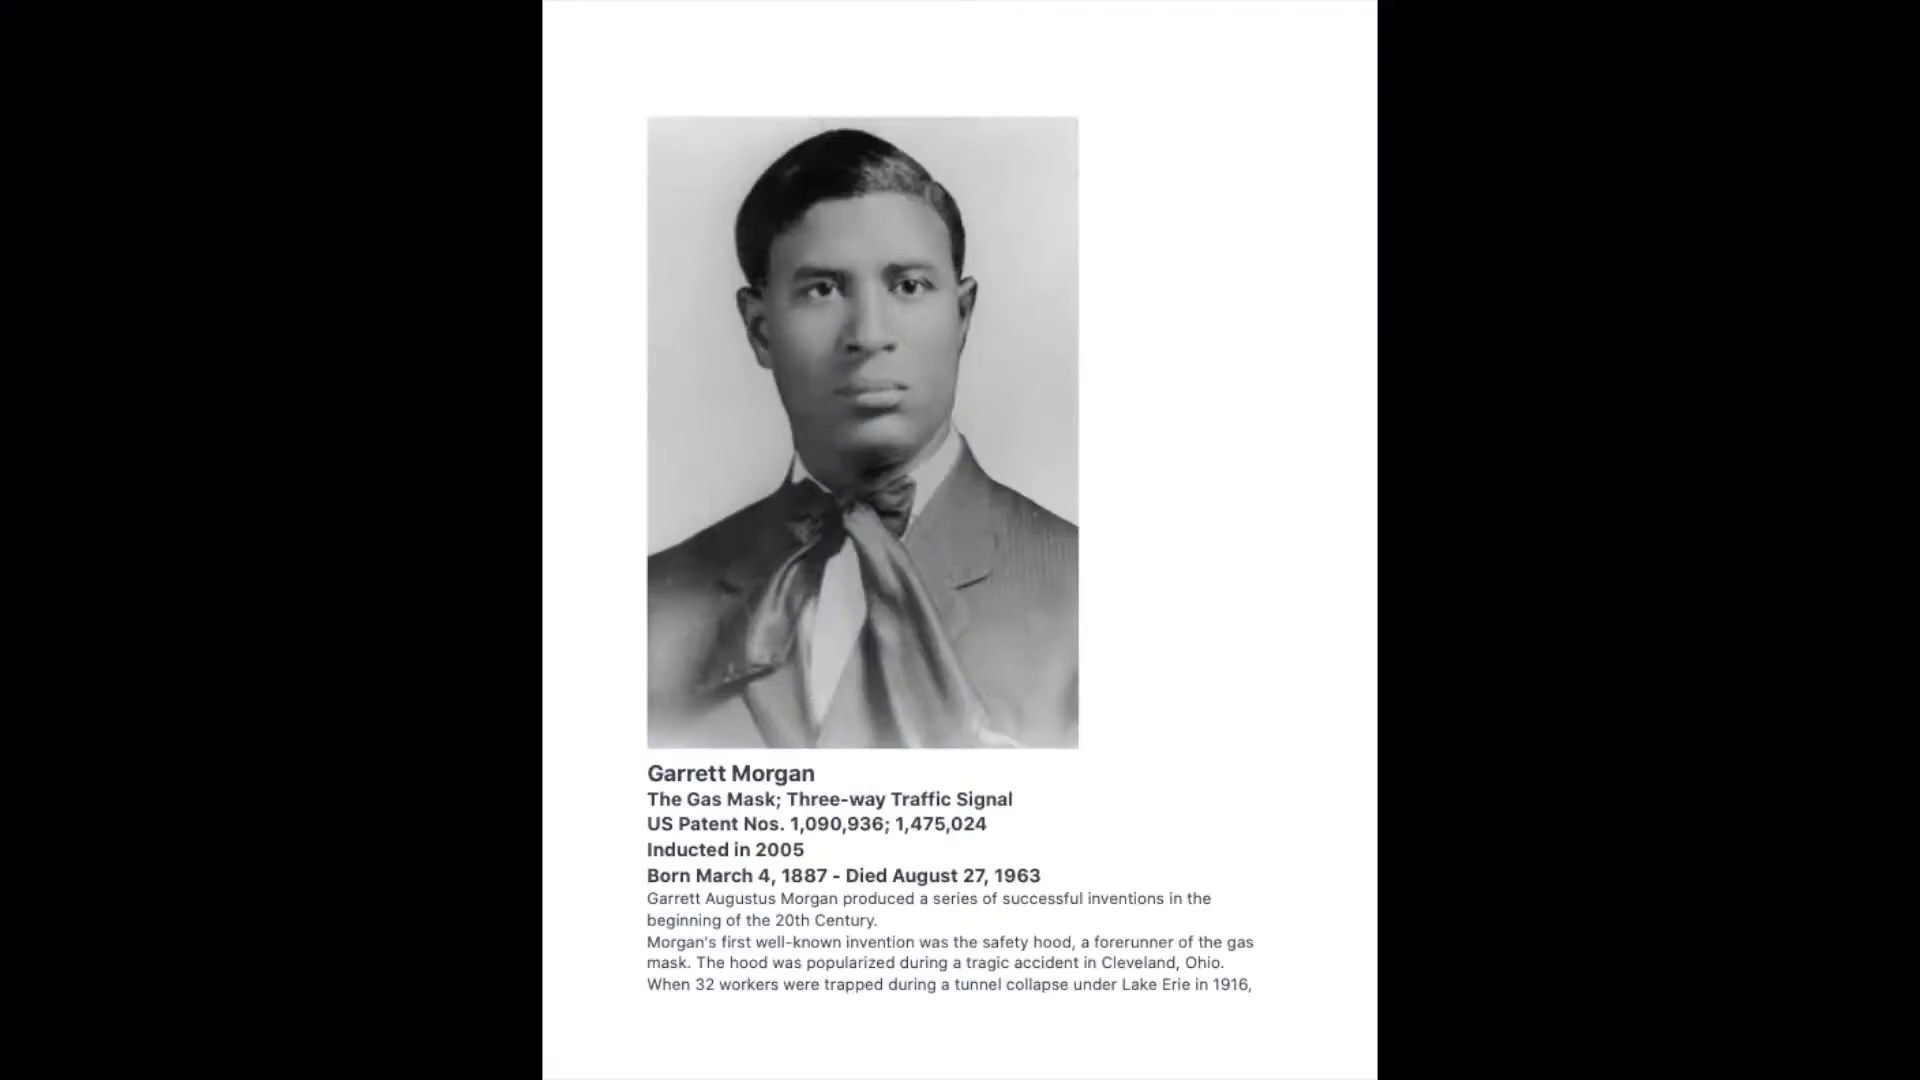 Garrett Morgan
The Gas Mask; Three-way Traffic Signal
US Patent Nos. 1,090,936; 1,475,024
Inducted in 2005
Born March 4, 1887 - Died August 27, 1963
Garrett Augustus Morgan produced a series of successful inventions in the
beginning of the 20th Century.
Morgan's first well-known invention was the safety hood, a forerunner of the gas
mask. The hood was popularized during a tragic accident in Cleveland, Ohio.
When 32 workers were trapped during a tunnel collapse under Lake Erie in 1916,